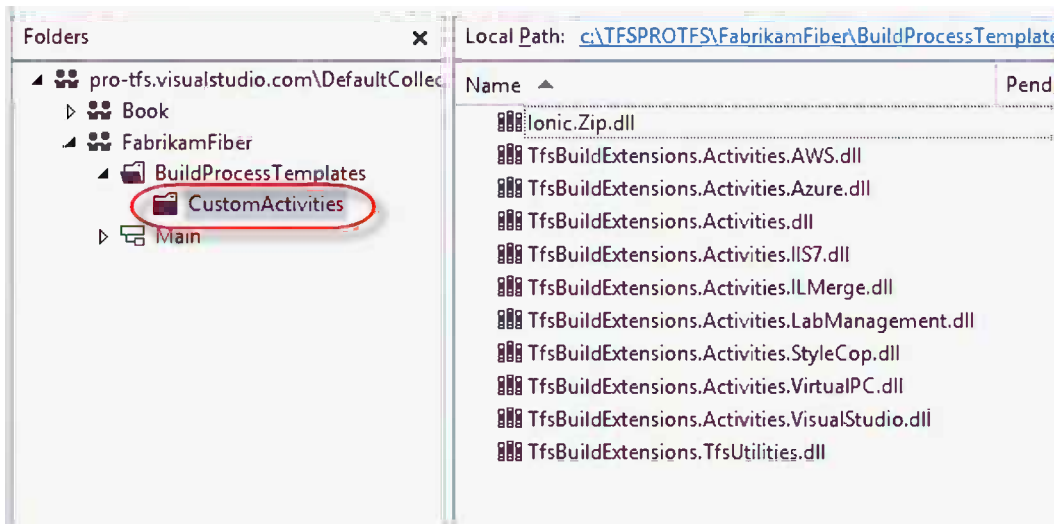 Folders
pro-tfs.visualstudio.com\DefaultCollec
Book
FabrikamFiber
BuildProcessTemplates
CustomActivities
Main
Local Path: c:\TFSPROTFS\FabrikamFiber\BuildProcessTemplate
Name Pend
Ionic.Zip.dll
TfsBuildExtensions.Activities.AWS.dll
TfsBuildExtensions.Activities.Azure.dll
TfsBuildExtensions.Activities.dll
TfsBuildExtensions.Activities.IIS7.dll
TfsBuildExtensions.Activities.ILMerge.dll
TfsBuildExtensions.Activities.LabManagement.dll
TfsBuildExtensions.Activities.StyleCop.dll
TfsBuildExtensions.Activities.VirtualPC.dll
TfsBuildExtensions.Activities.VisualStudio.dll
TfsBuildExtensions.TfsUtilities.dll